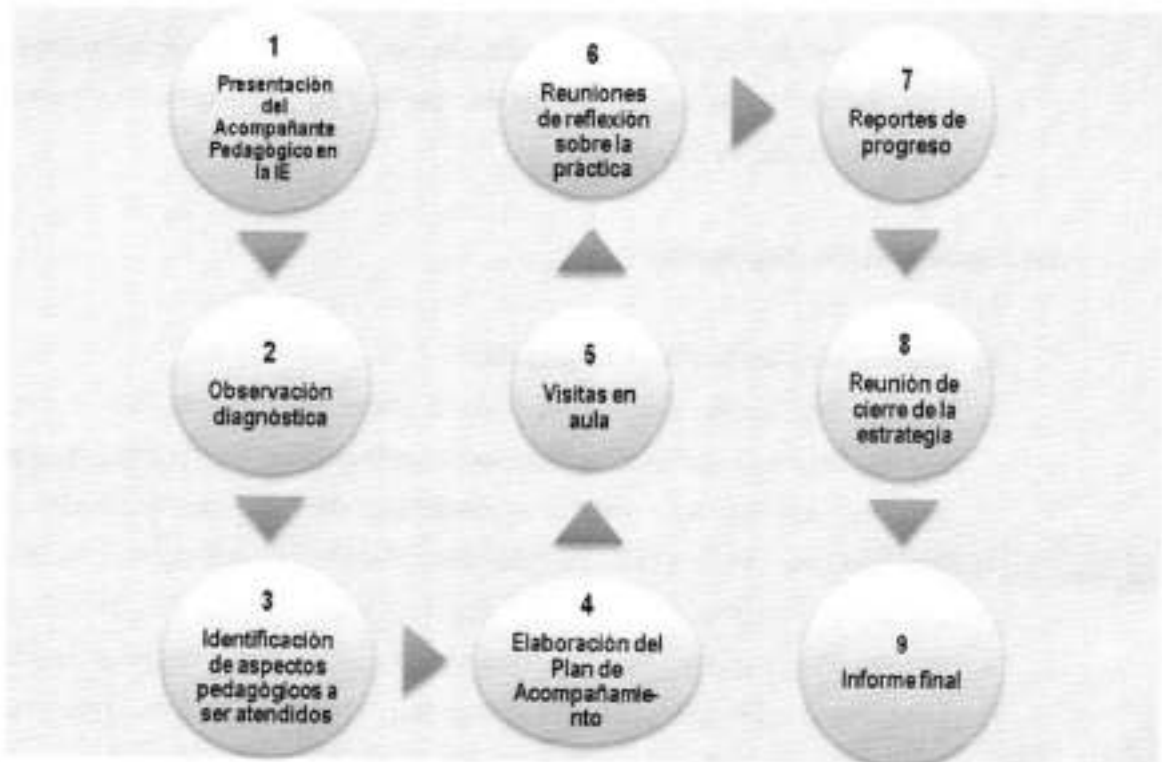 1
Presentación
del
Acompañante
Pedagógico en
la IE
2
Observación
diagnóstica
3
Identificación
de aspectos
pedagógicos a
ser atendidos
4
Elaboración del
Plan de
Acompañamie-
nto
5
Visitas en
aula
6
Reuniones
de reflexión
sobre la
práctica
7
Reportes de
progreso
8
Reunión de
cierre de la
estrategia
9
Informe final